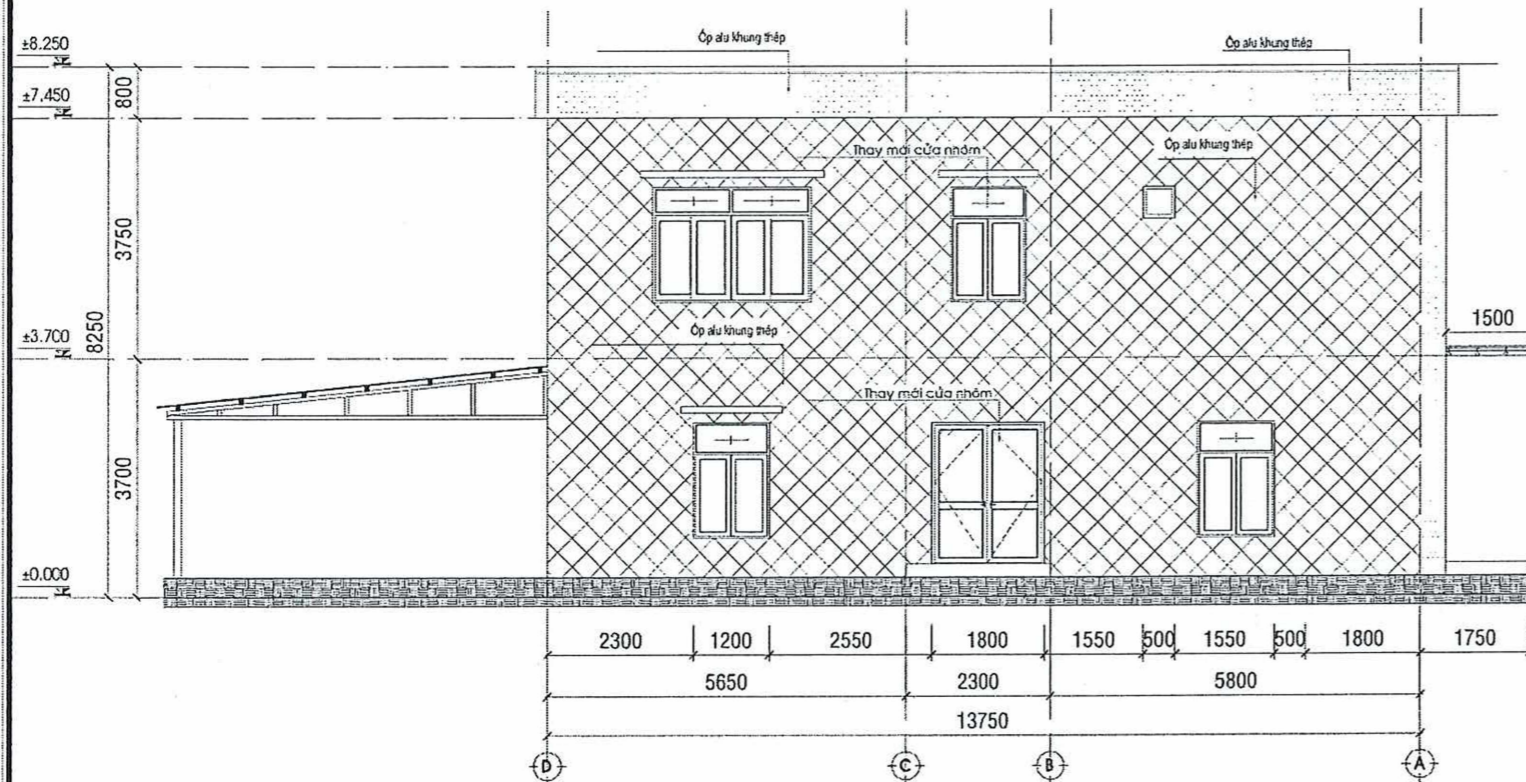 ±8.250
Ốp alu khung thép
Ốp alu khung thép
800
±7,450
Thay mới cửa nhôm
Ốp alu khung thép
3750
8250
±3.700
Ốp alu khung thép
1500
Thay mới cửa nhôm
3700
±0.000
2300 1200 2550 1800 1550 500 1550 500 1800 1750
5650 2300 5800
13750
D C B A